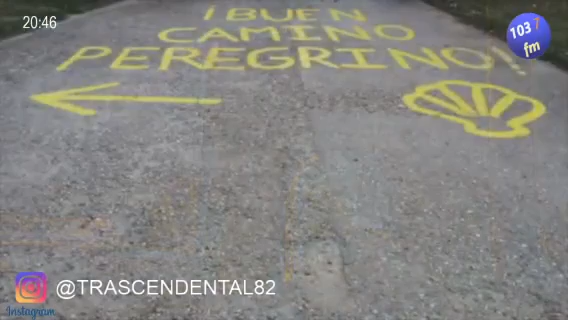 20:46
¡BUEN
CAMINO
PEREGRINO!
103.7
fm
@TRASCENDENTAL82
Instagram